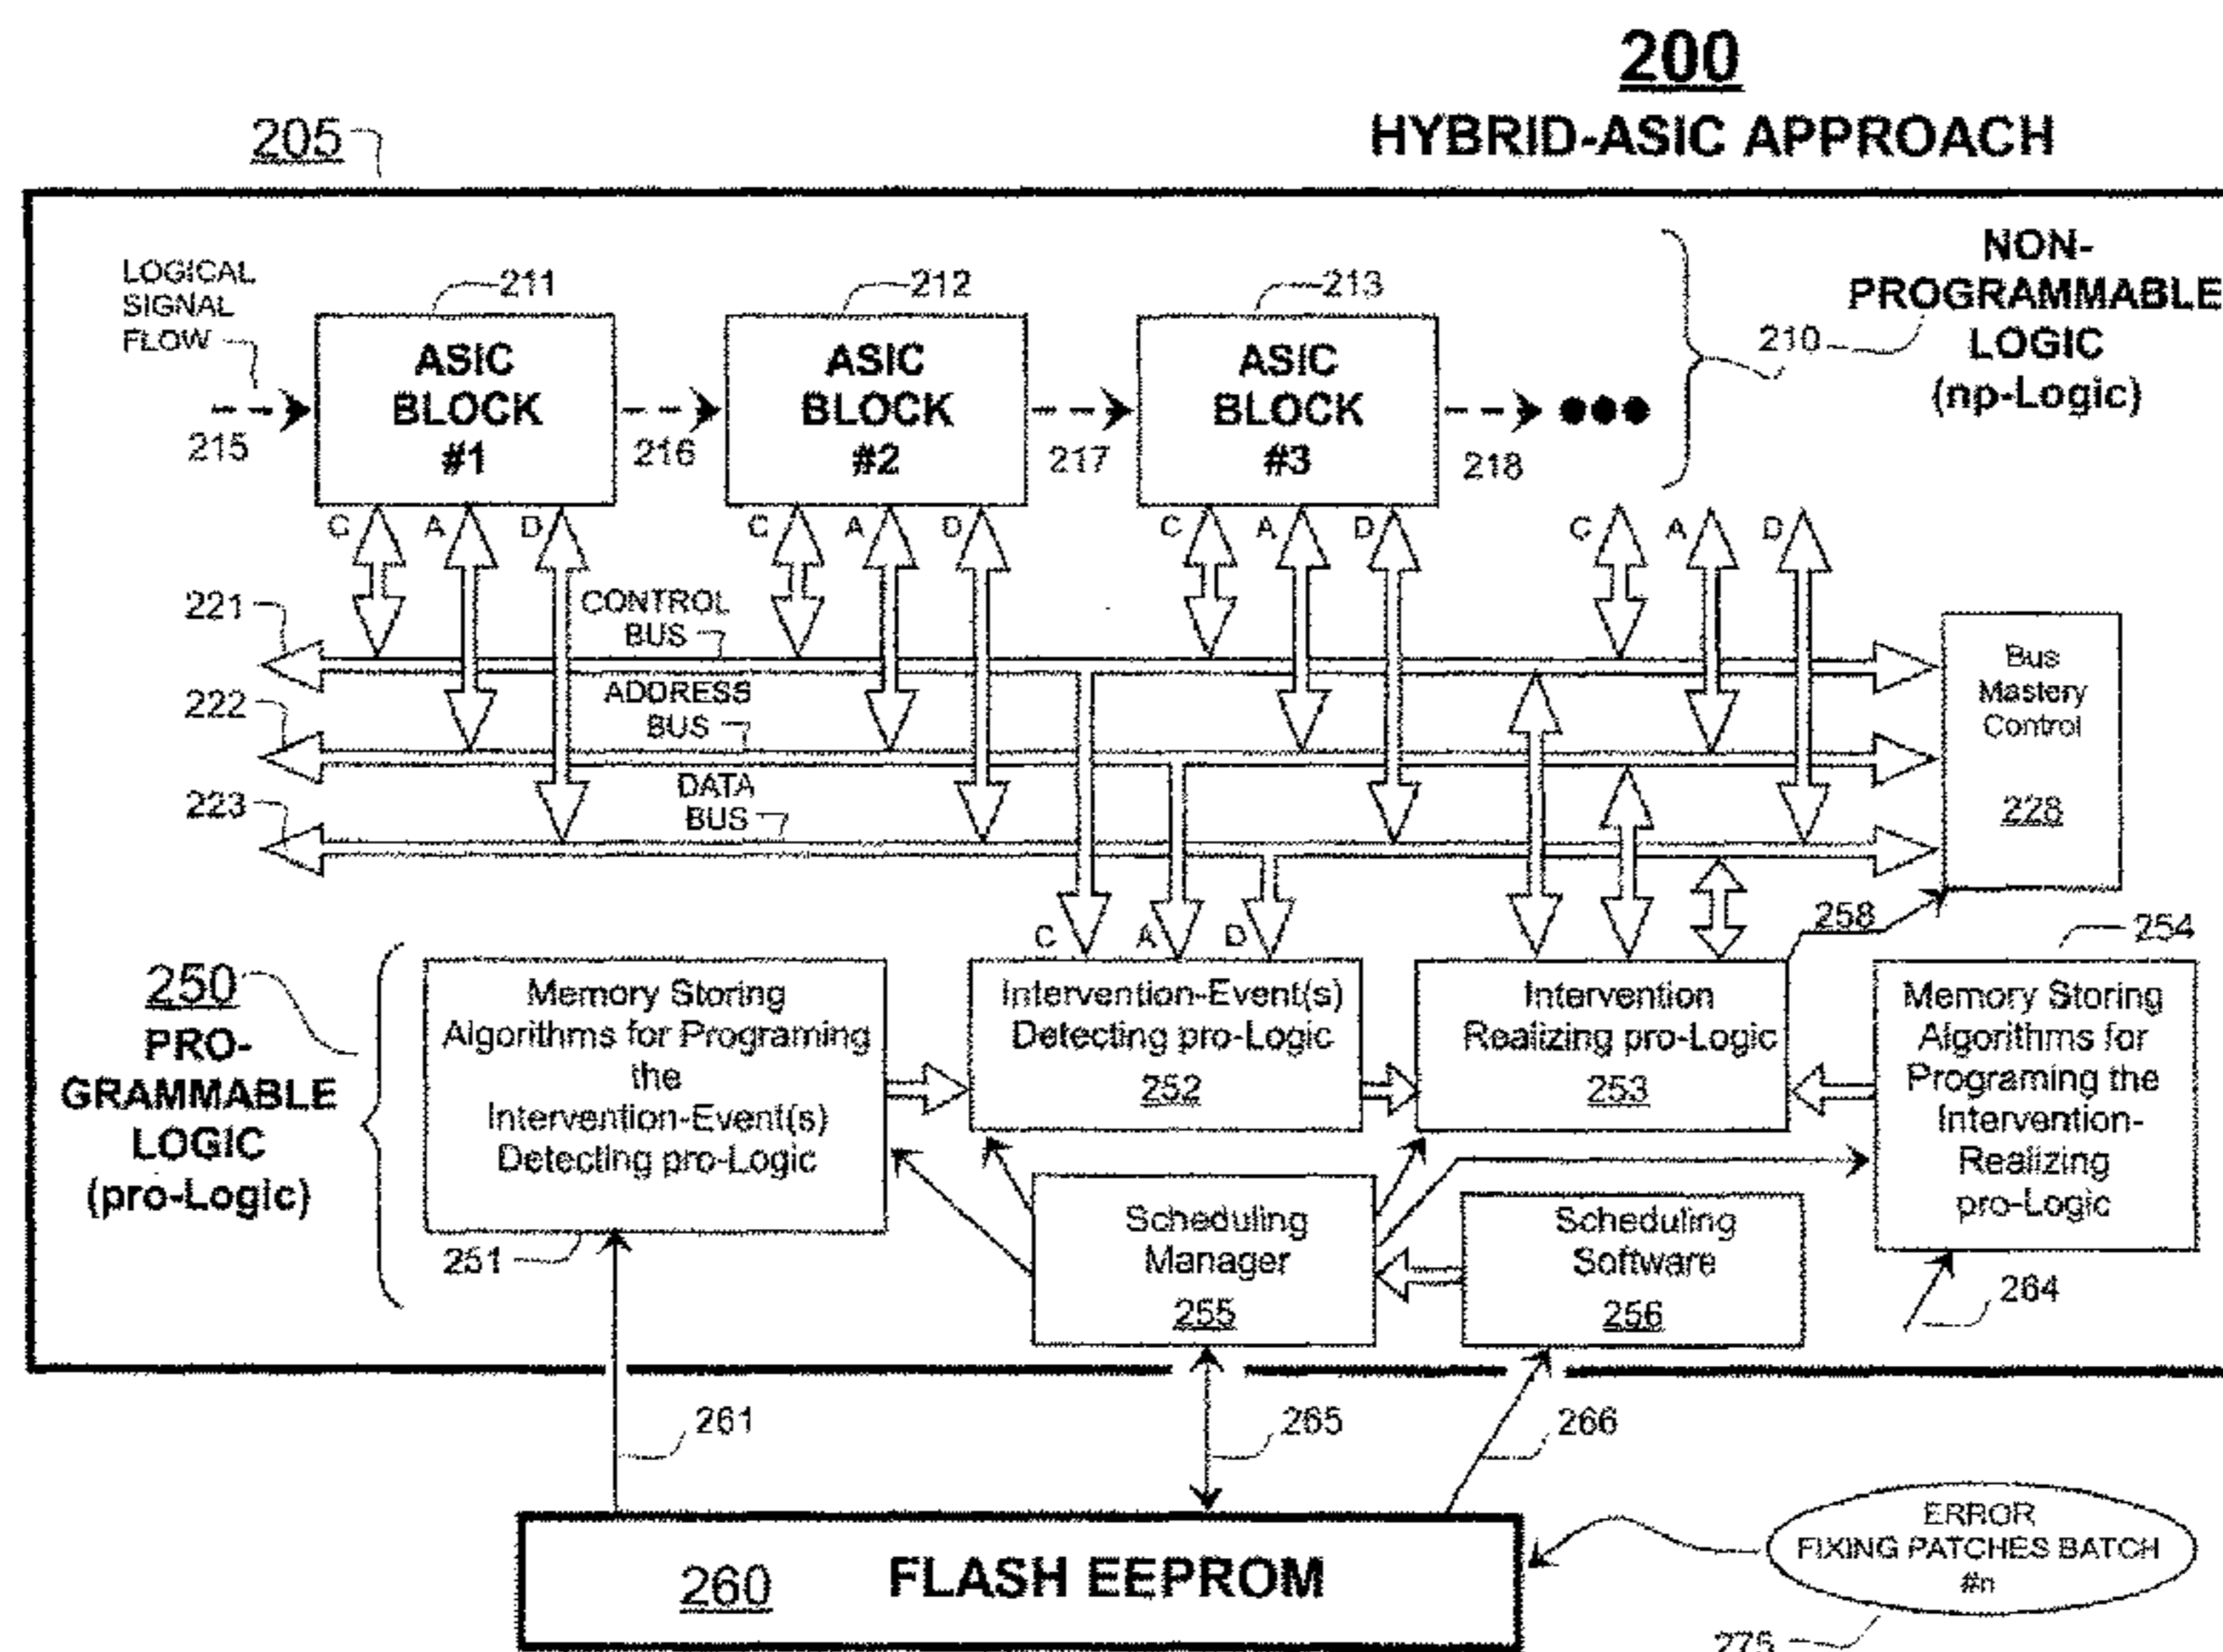 200
HYBRID-ASIC APPROACH
205
LOGICAL
SIGNAL
FLOW
211
212
213
ASIC
BLOCK
#1
ASIC
BLOCK
#2
ASIC
BLOCK
#3
NON-
PROGRAMMABLE
LOGIC
(np-Logic)
210
215
216
217
218
C A D
C A D
C A D
C A D
221
CONTROL
BUS
222
ADDRESS
BUS
223
DATA
BUS
Bus
Mastery
Control
228
C A D
258
254
250
PRO-
GRAMMABLE
LOGIC
(pro-Logic)
Memory Storing
Algorithms for Programing
the
Intervention-Event(s)
Detecting pro-Logic
251
Intervention-Event(s)
Detecting pro-Logic
252
Intervention
Realizing pro-Logic
253
Memory Storing
Algorithms for
Programing the
Intervention-
Realizing
pro-Logic
Scheduling
Manager
255
Scheduling
Software
256
264
261
265
266
260 FLASH EEPROM
ERROR
FIXING PATCHES BATCH
#n
275